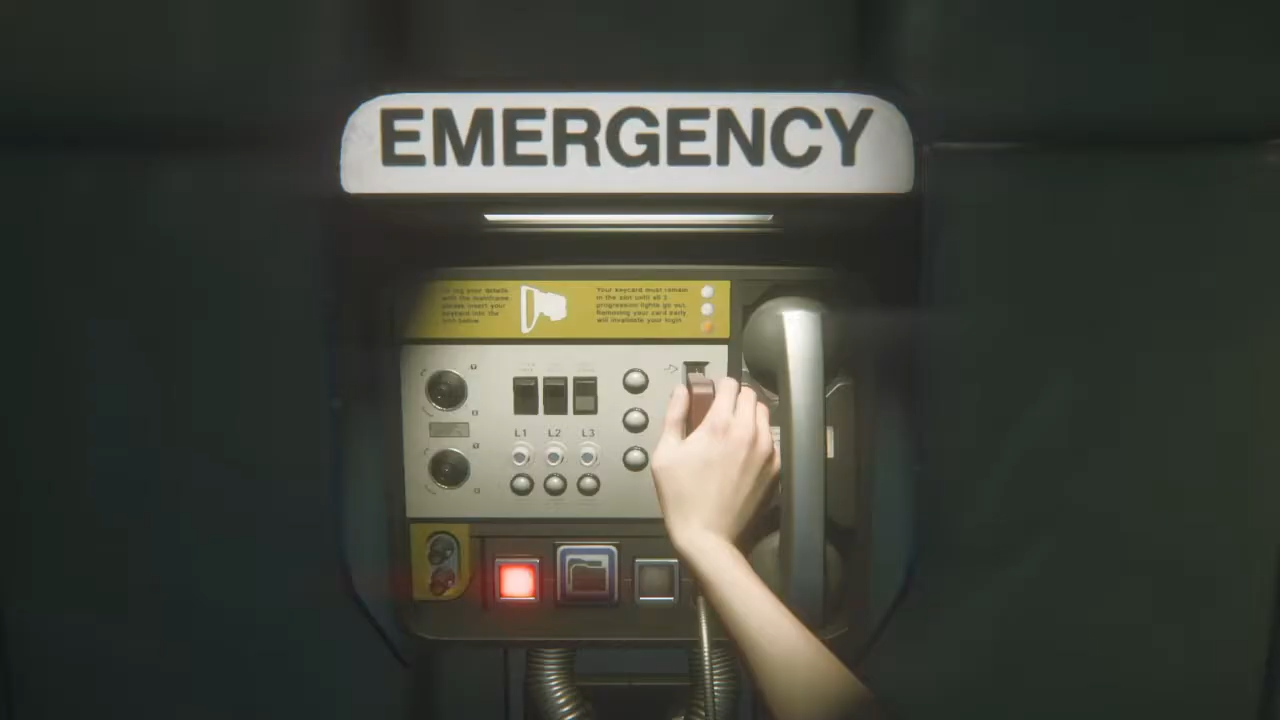 EMERGENCY
your details
with the mainframe
please insert your
keycard into the
slot below
Your keycard must remain
in the slot until all 3
progression lights go out.
Removing your card early
will invalidate your login.
L1 L2 L3